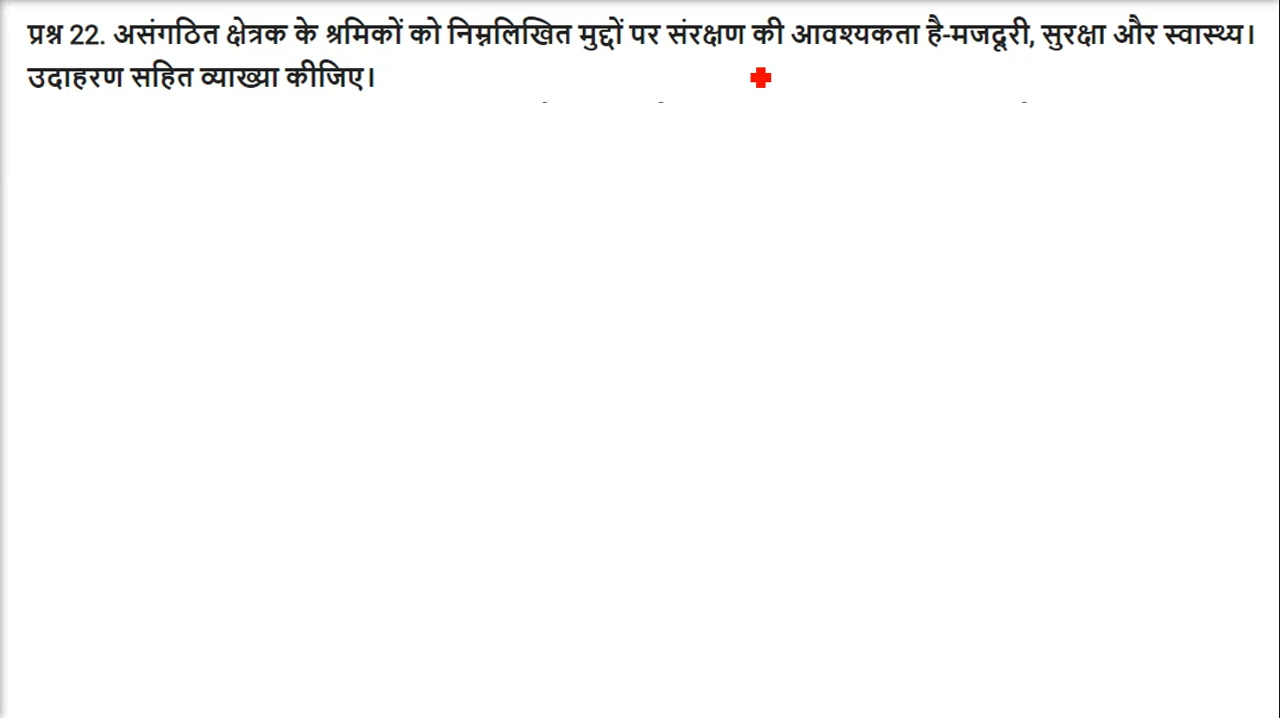 प्रश्न 22. असंगठित क्षेत्रक के श्रमिकों को निम्नलिखित मुद्दों पर संरक्षण की आवश्यकता है-मजदूरी, सुरक्षा और स्वास्थ्य।
उदाहरण सहित व्याख्या कीजिए।